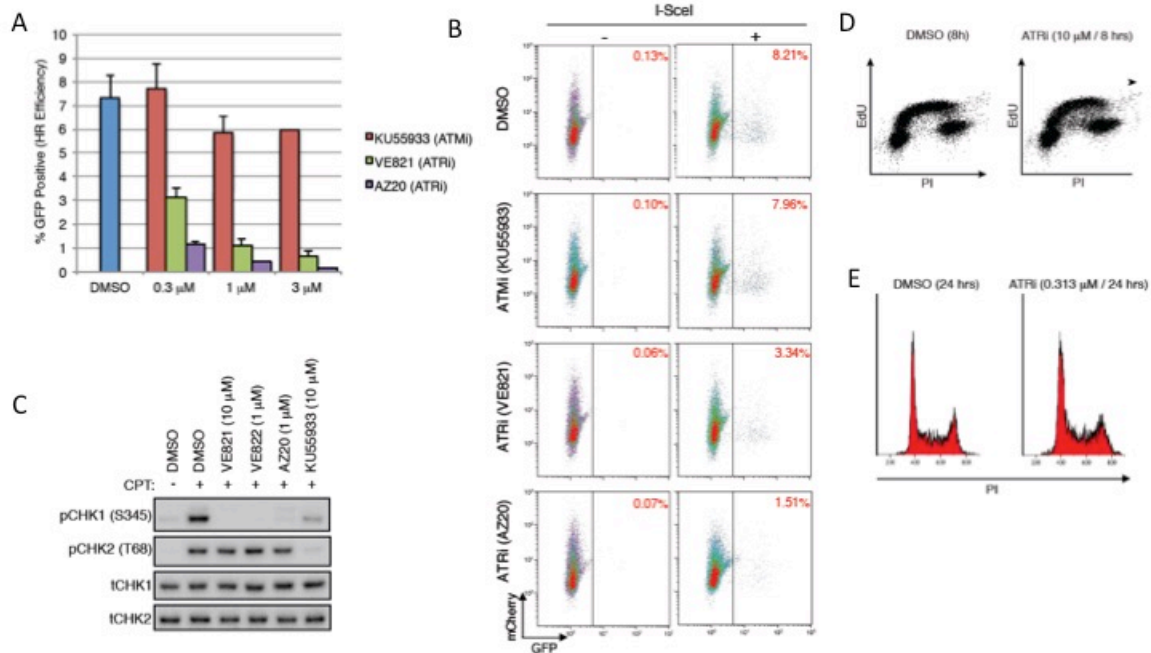 A
% GFP Positive (HR Efficiency)
10
9
8
7
6
5
4
3
2
1
0
DMSO
0.3 µM
1 µM
3 µM
KU55933 (ATMi)
VE821 (ATRi)
AZ20 (ATRi)
B
I-SceI
-
+
DMSO
0.13%
8.21%
ATMi (KU55933)
0.10%
7.96%
ATRi (VE821)
0.06%
3.34%
ATRi (AZ20)
0.07%
1.51%
mCherry
GFP
C
DMSO
DMSO
VE821 (10 µM)
VE822 (1 µM)
AZ20 (1 µM)
KU55933 (10 µM)
CPT: - + + + + +
pCHK1 (S345)
pCHK2 (T68)
tCHK1
tCHK2
D
DMSO (8h)
ATRi (10 µM / 8 hrs)
EdU
EdU
PI
PI
E
DMSO (24 hrs)
ATRi (0.313 µM / 24 hrs)
PI